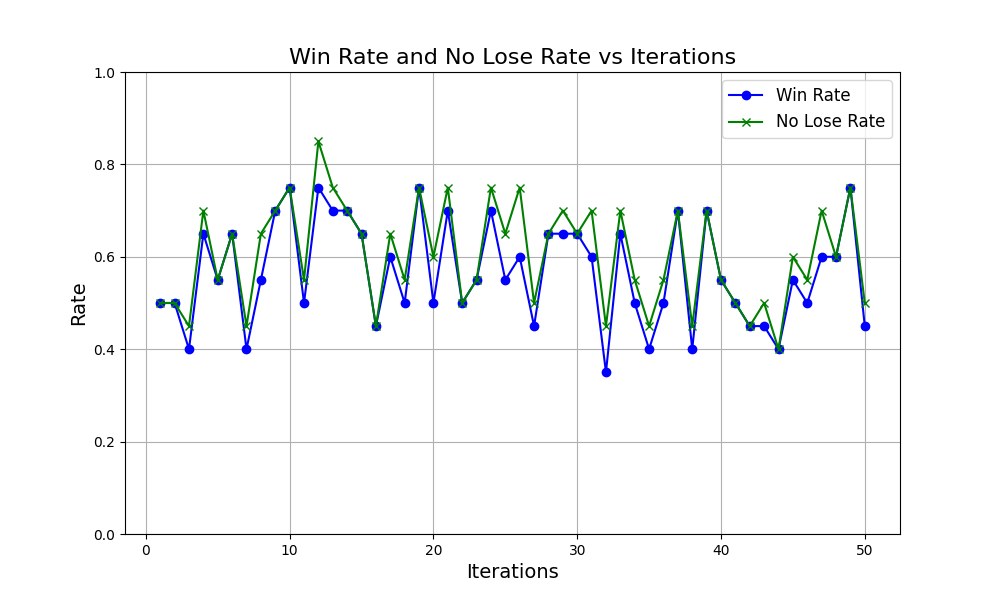 Win Rate and No Lose Rate vs Iterations
1.0
Win Rate
No Lose Rate
0.8
0.6
Rate
0.4
0.2
0.0
0 10 20 30 40 50
Iterations